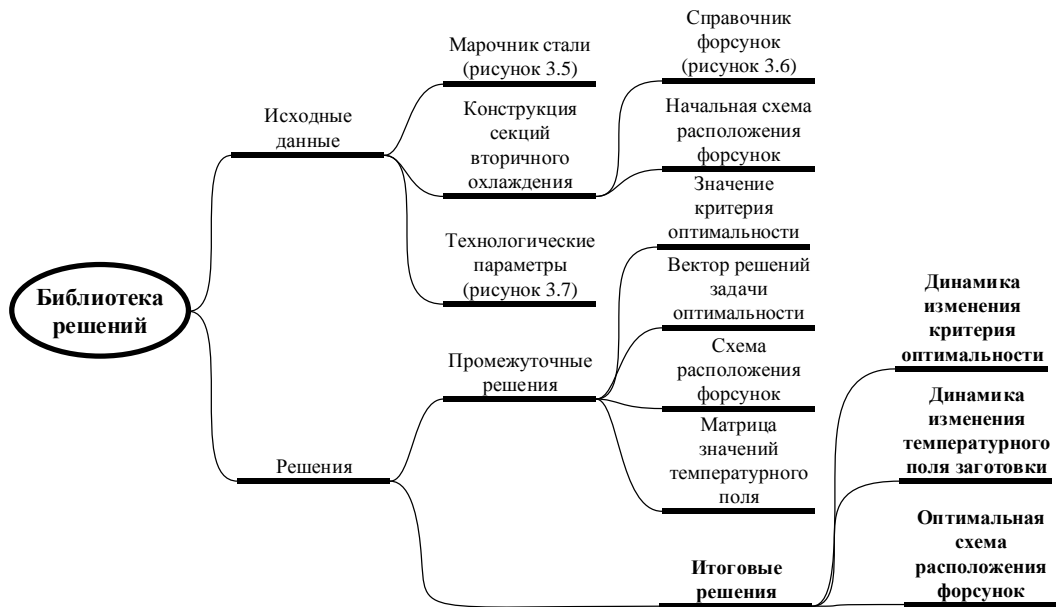 Библиотека
решений
Исходные
данные
Марочник стали
(рисунок 3.5)
Конструкция
секций
вторичного
охлаждения
Справочник
форсунок
(рисунок 3.6)
Начальная схема
расположения
форсунок
Технологические
параметры
(рисунок 3.7)
Решения
Промежуточные
решения
Значение
критерия
оптимальности
Вектор решений
задачи
оптимальности
Схема
расположения
форсунок
Матрица
значений
температурного
поля
Итоговые
решения
Динамика
изменения
критерия
оптимальности
Динамика
изменения
температурного
поля заготовки
Оптимальная
схема
расположения
форсунок